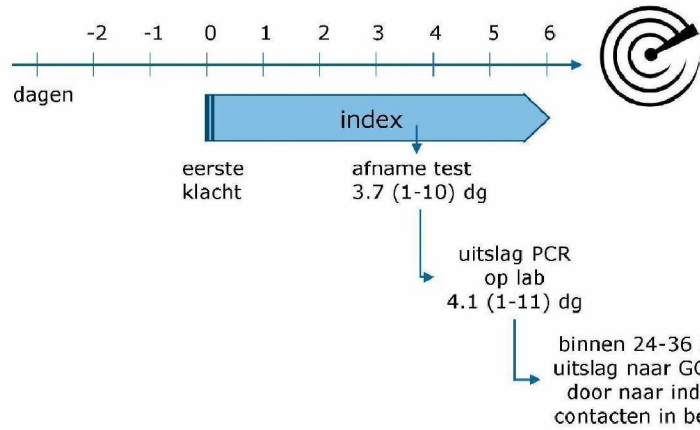 -2 -1 0 1 2 3 4 5 6
dagen
index
eerste
klacht
afname test
3.7 (1-10) dg
uitslag PCR
op lab
4.1 (1-11) dg
binnen 24-36
uitslag naar
door naar
contacten in